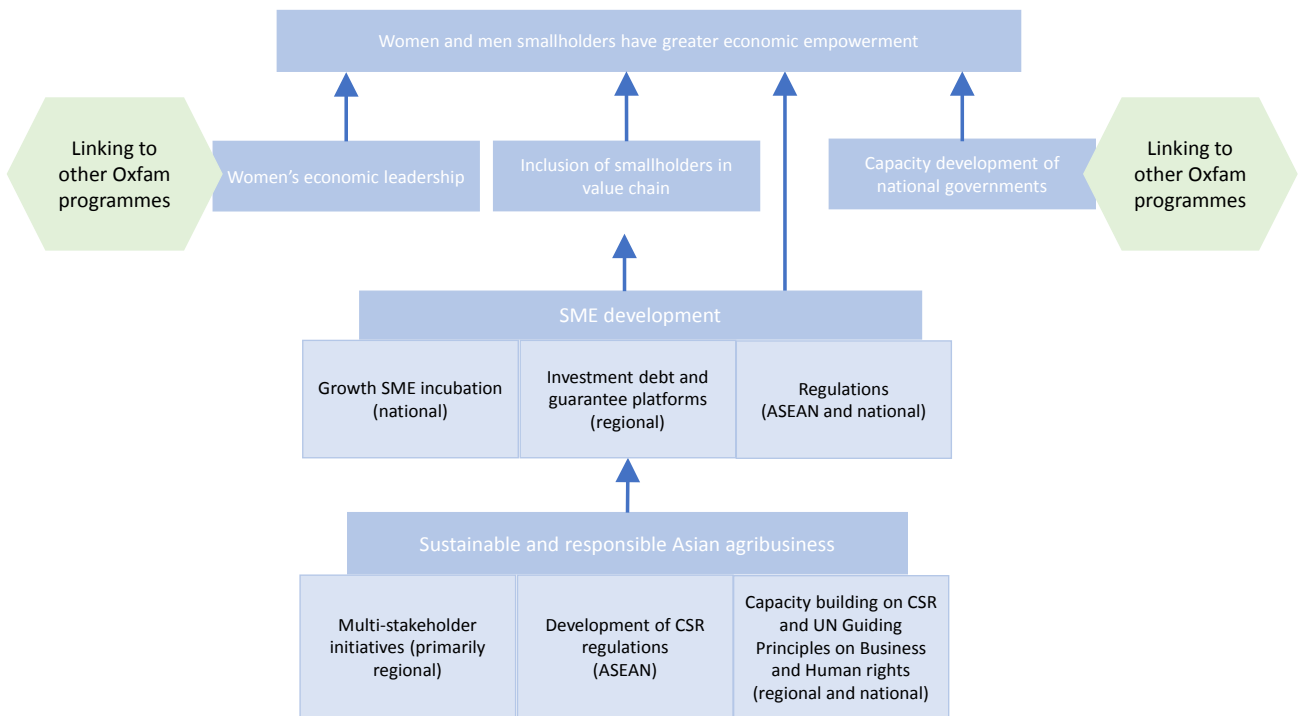 Women and men smallholders have greater economic empowerment
Linking to
other Oxfam
programmes
Women’s economic leadership
Inclusion of smallholders in
value chain
Capacity development of
national governments
Linking to
other Oxfam
programmes
SME development
Growth SME incubation
(national)
Investment debt and
guarantee platforms
(regional)
Regulations
(ASEAN and national)
Sustainable and responsible Asian agribusiness
Multi-stakeholder
initiatives (primarily
regional)
Development of CSR
regulations
(ASEAN)
Capacity building on CSR
and UN Guiding
Principles on Business
and Human rights
(regional and national)